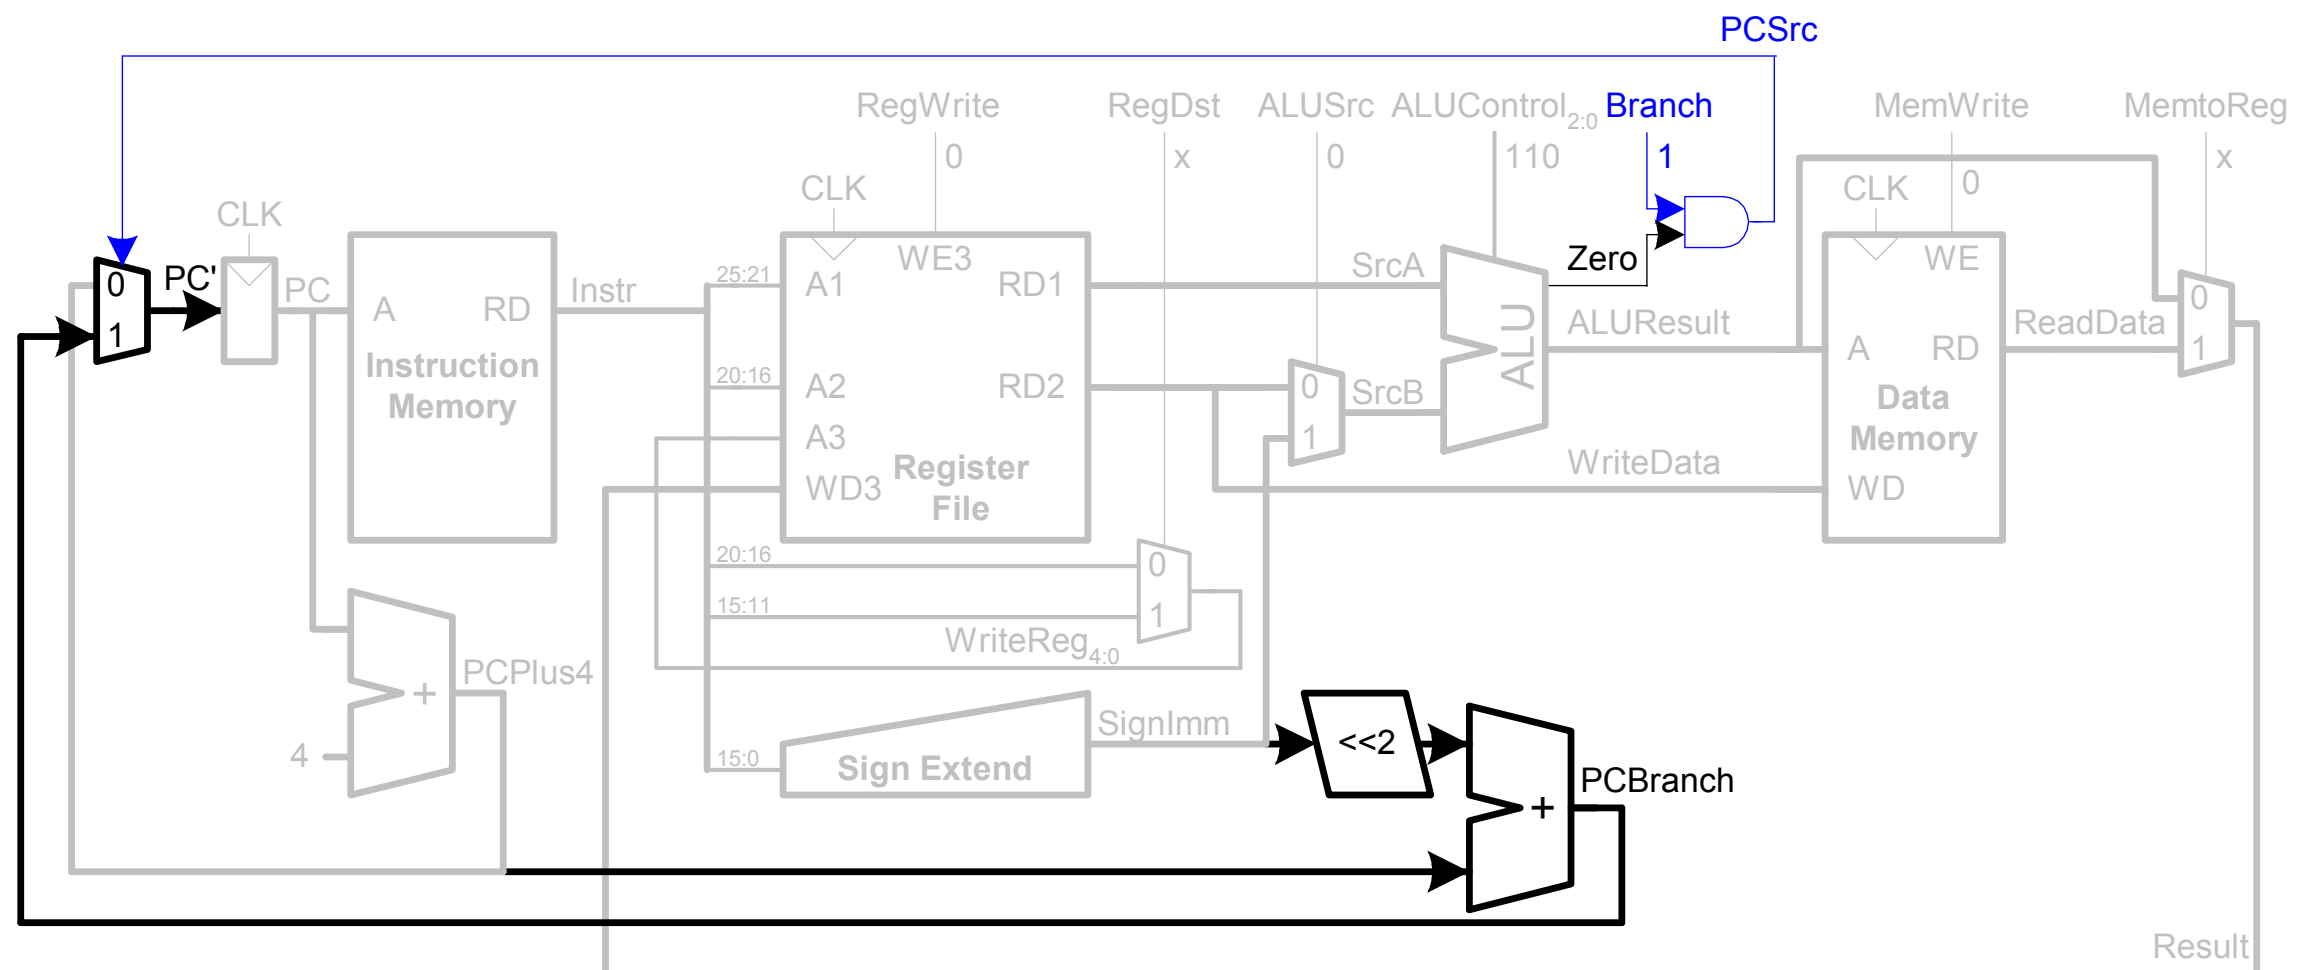 PCSrc
RegWrite
RegDst
ALUSrc
ALUControl2:0
Branch
MemWrite
MemtoReg
0
x
0
110
1
x
CLK
CLK
CLK
0
CLK
0
1
PC'
PC
A
RD
Instruction
Memory
Instr
25:21
20:16
A1
A2
A3
WD3
WE3
RD1
RD2
Register
File
SrcA
0
1
SrcB
ALU
Zero
ALUResult
WriteData
WE
A
RD
Data
Memory
WD
ReadData
0
1
20:16
15:11
0
1
WriteReg4:0
PCPlus4
+
4
15:0
Sign Extend
SignImm
<<2
+
PCBranch
Result